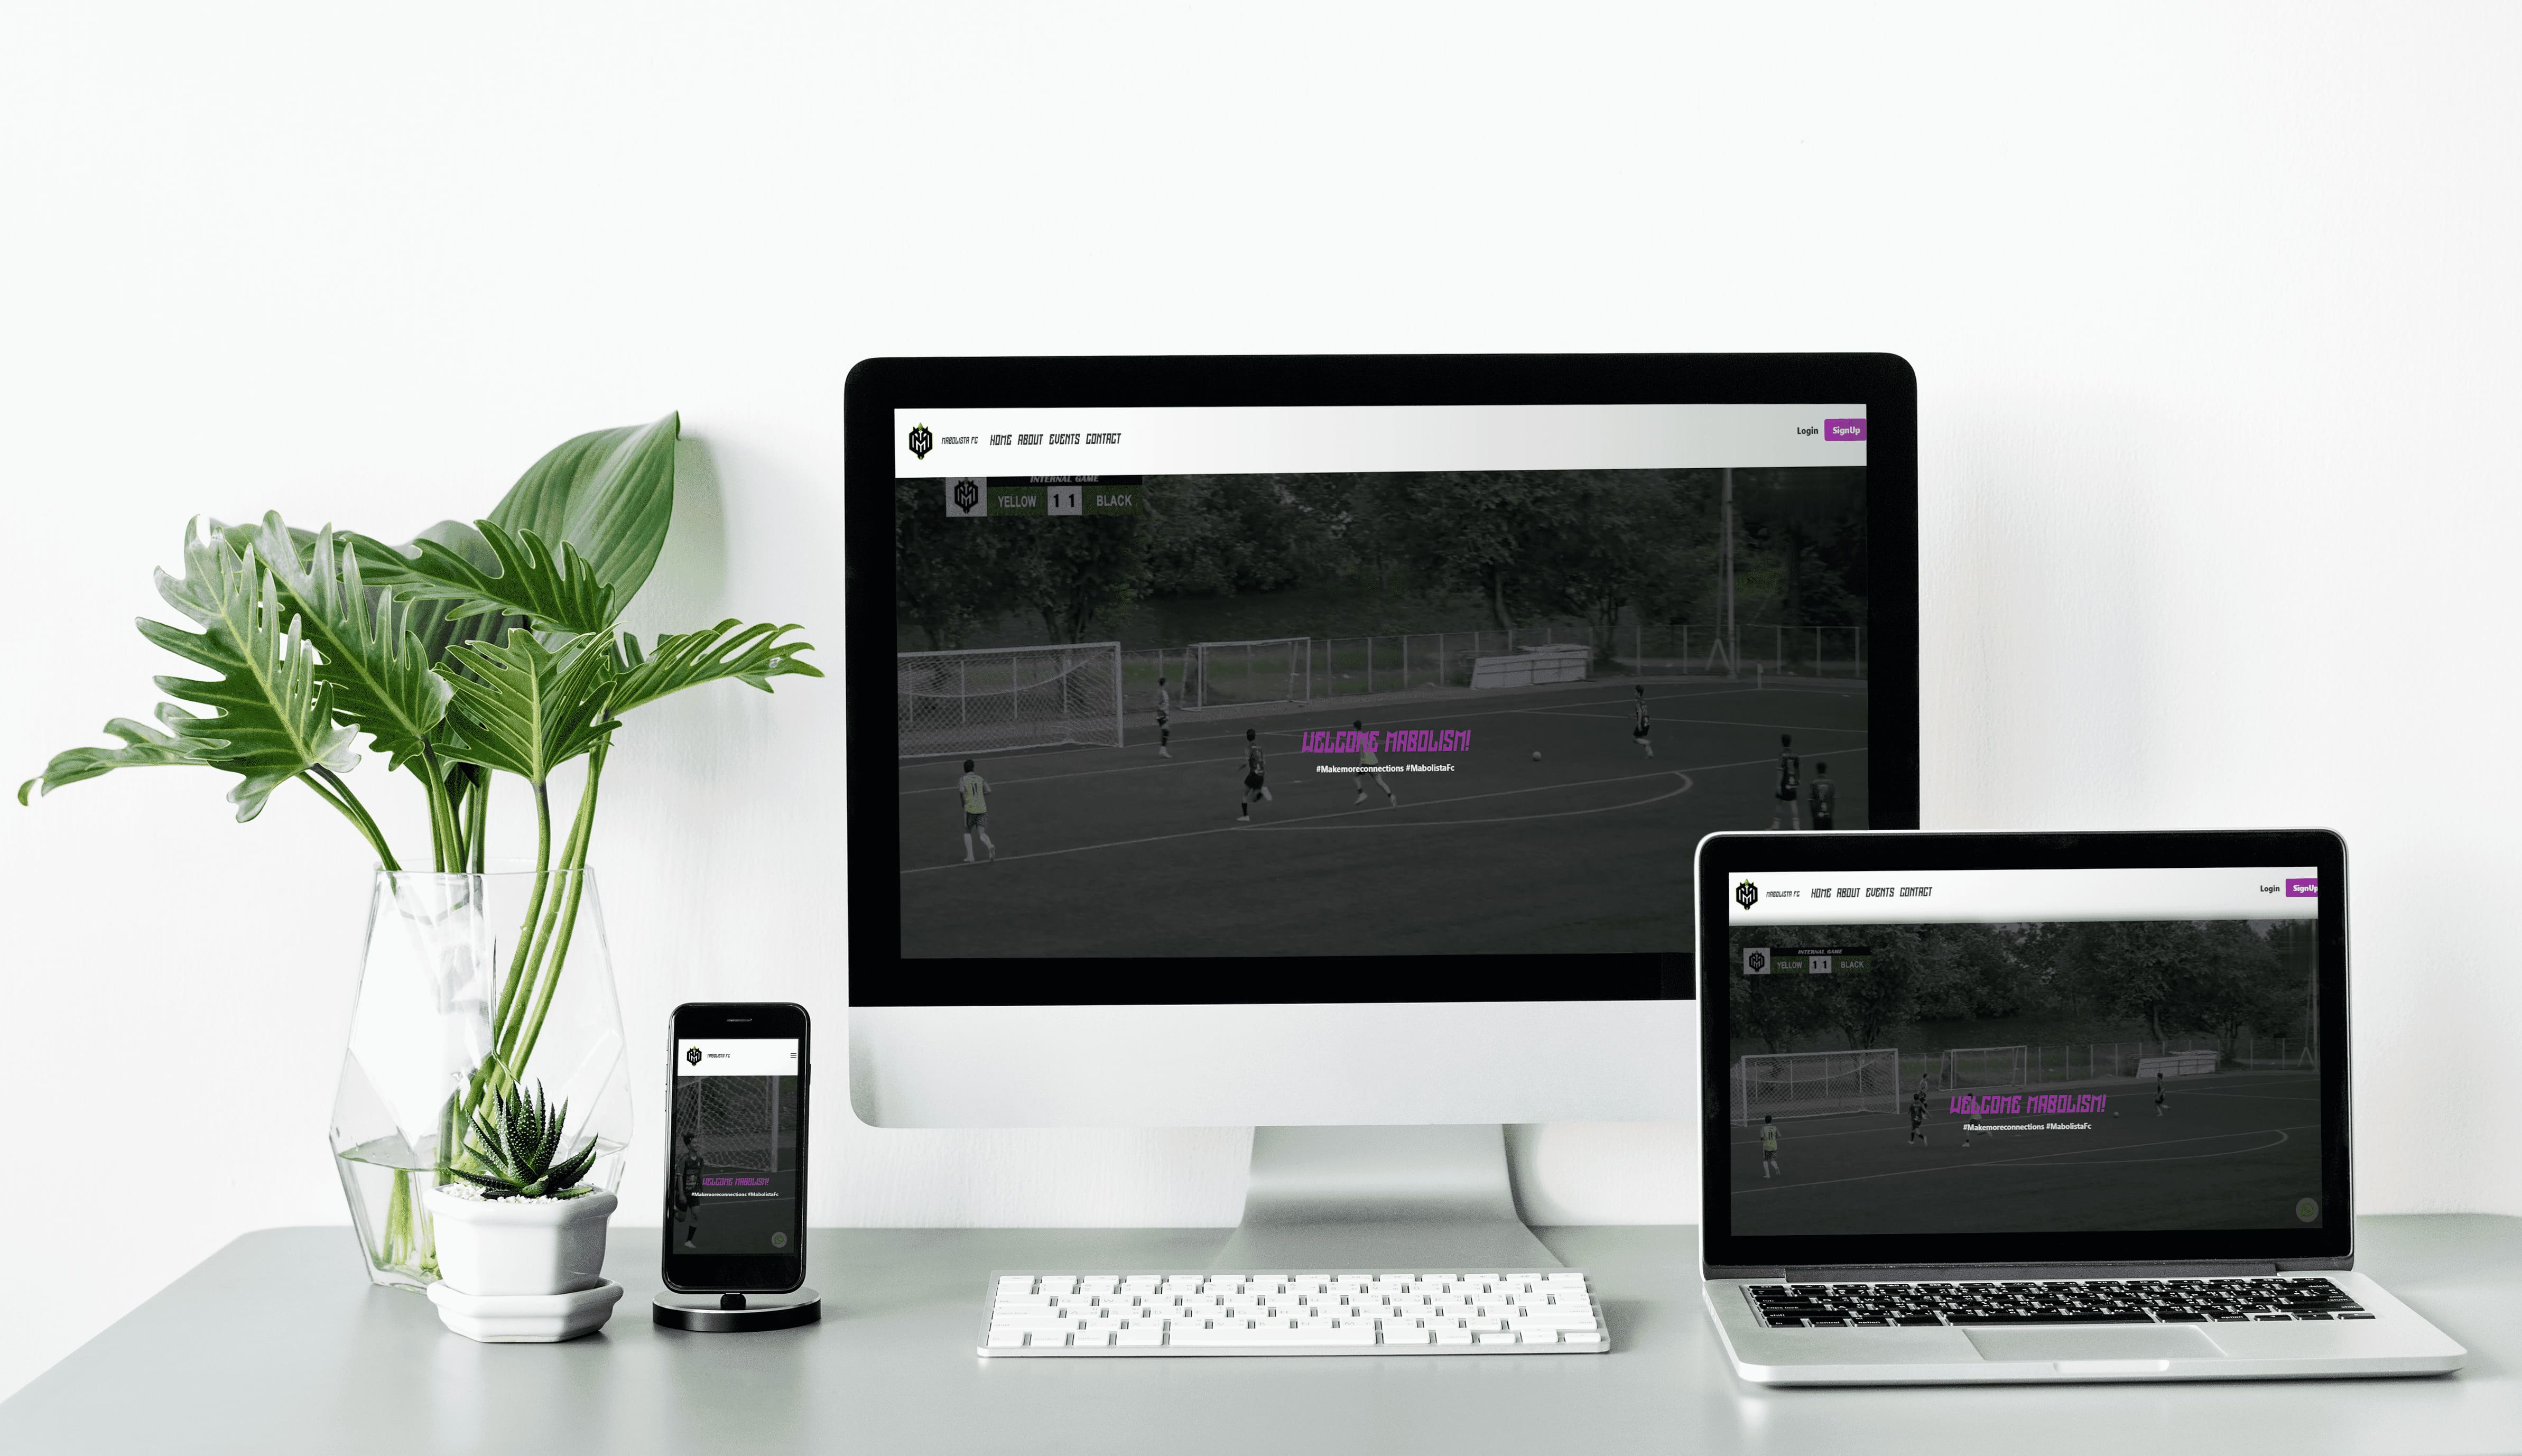 MABOLISTA FC HOME ABOUT EVENTS CONTACT Login SignUp
INTERNAL GAME
YELLOW 1 1 BLACK
WELCOME MABOLISM!
#Makemoreconnections #MabolistaFc
MABOLISTA FC HOME ABOUT EVENTS CONTACT Login SignUp
INTERNAL GAME
YELLOW 1 1 BLACK
11
WELCOME MABOLISM!
#Makemoreconnections #MabolistaFc
MABOLISTA FC
WELCOME MABOLISM!
#Makemoreconnections #MabolistaFc